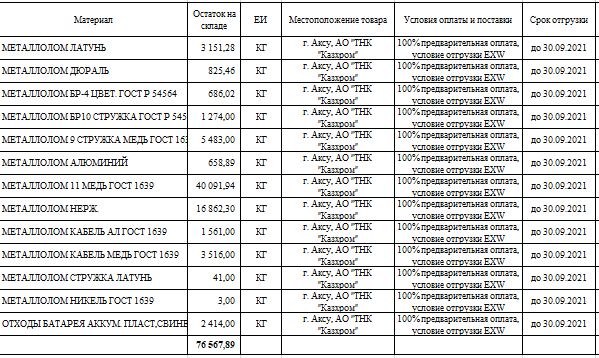 Материал Остаток на складе ЕИ Местоположение товара Условия оплаты и поставки Срок отгрузки
МЕТАЛЛОЛОМ ЛАТУНЬ 3 151,28 КГ г. Аксу, АО "ТНК "Казхром" 100% предварительная оплата, условие отгрузки EXW до 30.09.2021
МЕТАЛЛОЛОМ ДЮРАЛЬ 825,46 КГ г. Аксу, АО "ТНК "Казхром" 100% предварительная оплата, условие отгрузки EXW до 30.09.2021
МЕТАЛЛОЛОМ БР-4 ЦВЕТ. ГОСТ Р 54564 686,02 КГ г. Аксу, АО "ТНК "Казхром" 100% предварительная оплата, условие отгрузки EXW до 30.09.2021
МЕТАЛЛОЛОМ БР10 СТРУЖКА ГОСТ Р 545 1 274,00 КГ г. Аксу, АО "ТНК "Казхром" 100% предварительная оплата, условие отгрузки EXW до 30.09.2021
МЕТАЛЛОЛОМ 9 СТРУЖКА МЕДЬ ГОСТ 163 5 483,00 КГ г. Аксу, АО "ТНК "Казхром" 100% предварительная оплата, условие отгрузки EXW до 30.09.2021
МЕТАЛЛОЛОМ АЛЮМИНИЙ 658,89 КГ г. Аксу, АО "ТНК "Казхром" 100% предварительная оплата, условие отгрузки EXW до 30.09.2021
МЕТАЛЛОЛОМ 11 МЕДЬ ГОСТ 1639 40 091,94 КГ г. Аксу, АО "ТНК "Казхром" 100% предварительная оплата, условие отгрузки EXW до 30.09.2021
МЕТАЛЛОЛОМ НЕРЖ. 16 862,30 КГ г. Аксу, АО "ТНК "Казхром" 100% предварительная оплата, условие отгрузки EXW до 30.09.2021
МЕТАЛЛОЛОМ КАБЕЛЬ АЛ ГОСТ 1639 1 561,00 КГ г. Аксу, АО "ТНК "Казхром" 100% предварительная оплата, условие отгрузки EXW до 30.09.2021
МЕТАЛЛОЛОМ КАБЕЛЬ МЕДЬ ГОСТ 1639 3 516,00 КГ г. Аксу, АО "ТНК "Казхром" 100% предварительная оплата, условие отгрузки EXW до 30.09.2021
МЕТАЛЛОЛОМ СТРУЖКА ЛАТУНЬ 41,00 КГ г. Аксу, АО "ТНК "Казхром" 100% предварительная оплата, условие отгрузки EXW до 30.09.2021
МЕТАЛЛОЛОМ НИКЕЛЬ ГОСТ 1639 3,00 КГ г. Аксу, АО "ТНК "Казхром" 100% предварительная оплата, условие отгрузки EXW до 30.09.2021
ОТХОДЫ БАТАРЕЯ АККУМ. ПЛАСТ,СВИНЕ 2 414,00 КГ г. Аксу, АО "ТНК "Казхром" 100% предварительная оплата, условие отгрузки EXW до 30.09.2021
76 567,89